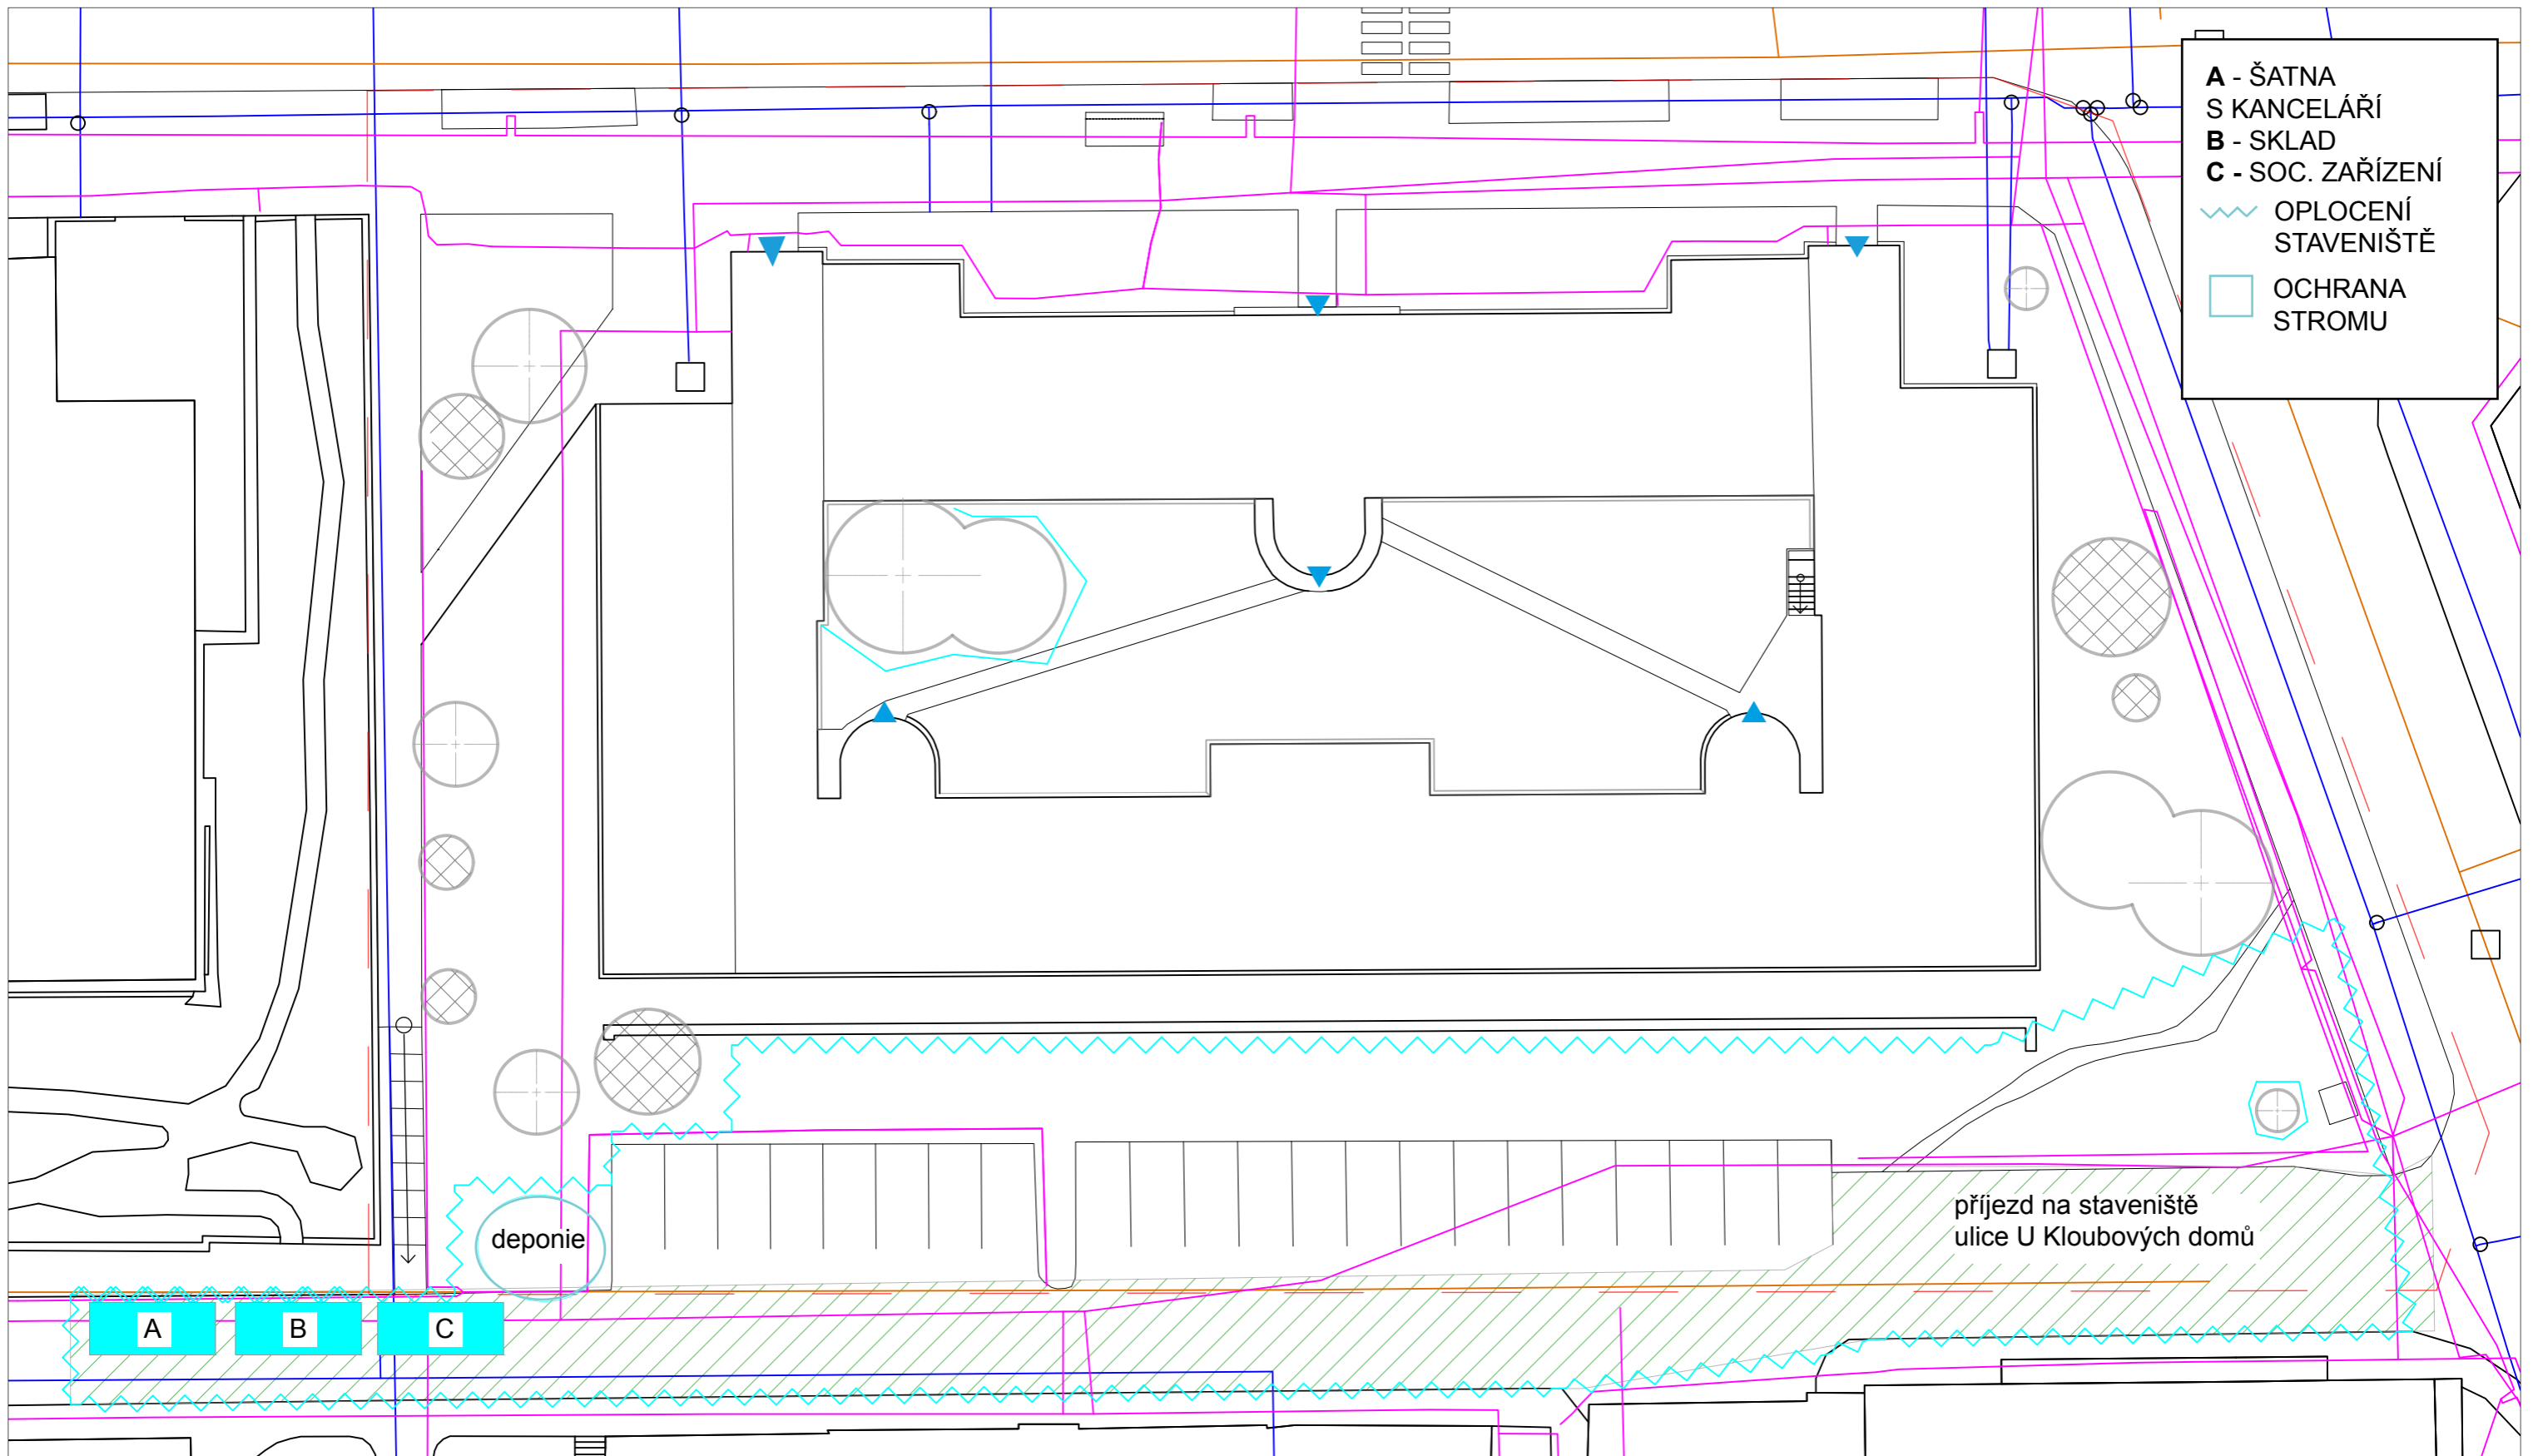 A - ŠATNA
S KANCELÁŘÍ
B - SKLAD
C - SOC. ZAŘÍZENÍ
OPLOCENÍ
STAVENIŠTĚ
OCHRANA
STROMU
příjezd na staveniště
ulice U Kloubových domů
deponie
A
B
C